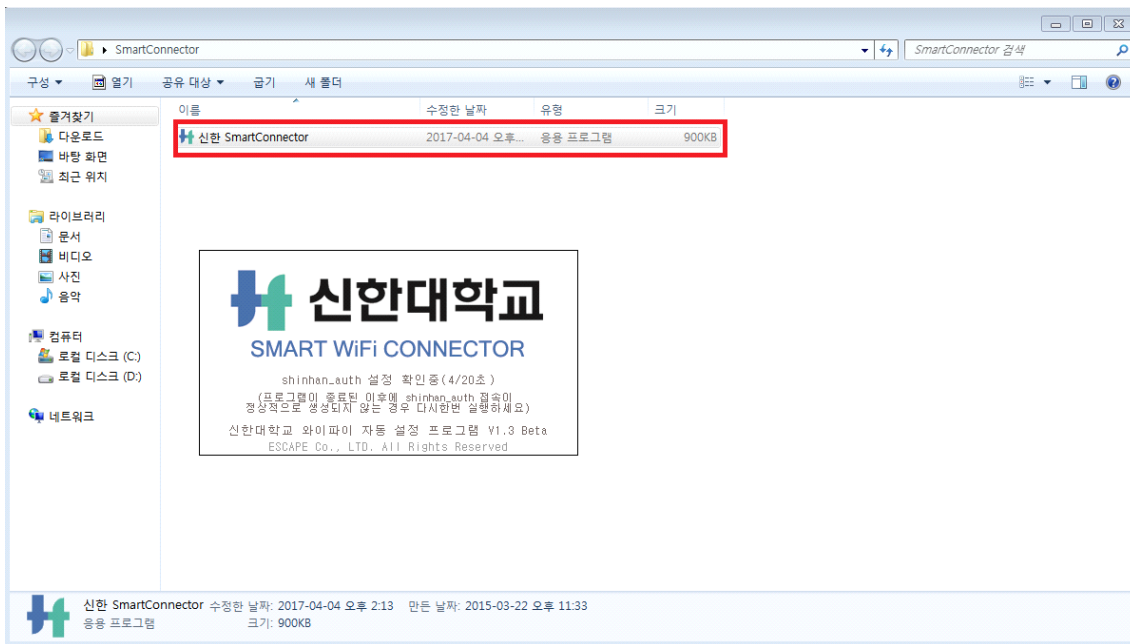 SmartConnector
SmartConnector 검색
구성 열기 공유 대상 굽기 새 폴더
이름 수정한 날짜 유형 크기
신한 SmartConnector 2017-04-04 오후... 응용 프로그램 900KB
즐겨찾기
다운로드
바탕 화면
최근 위치
라이브러리
문서
비디오
사진
음악
컴퓨터
로컬 디스크 (C:)
로컬 디스크 (D:)
네트워크
신한대학교
SMART WiFi CONNECTOR
shinhan_auth 설정 확인중(4/20초)
(프로그램이 종료된 이후에 shinhan_auth 접속이
정상적으로 생성되지 않는 경우 다시한번 실행하세요)
신한대학교 와이파이 자동 설정 프로그램 V1.3 Beta
ESCAPE Co., LTD. All Rights Reserved
신한 SmartConnector 수정한 날짜: 2017-04-04 오후 2:13 만든 날짜: 2015-03-22 오후 11:33
응용 프로그램 크기: 900KB